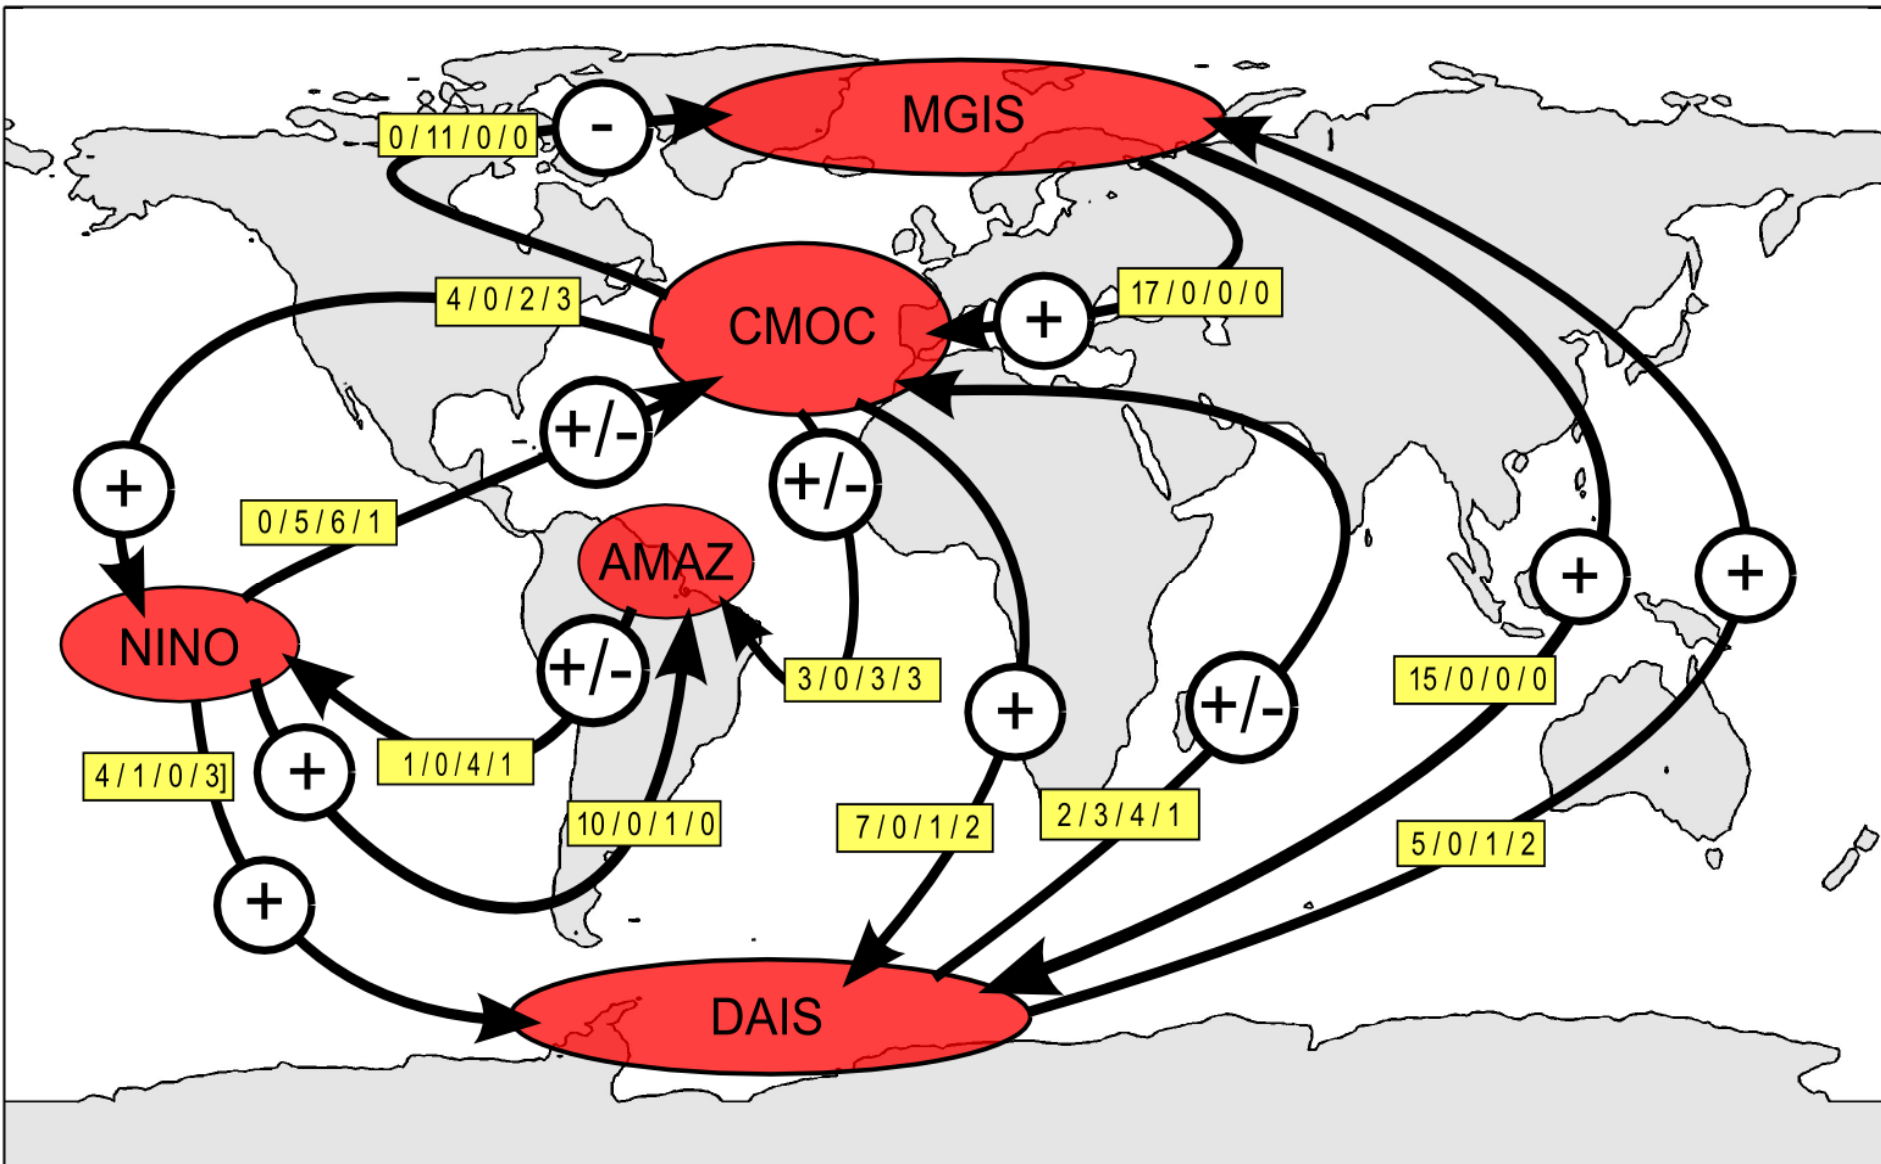 MGIS
-
0 / 11 / 0 / 0
4 / 0 / 2 / 3
CMOC
+
17 / 0 / 0 / 0
+/-
+/-
+
0 / 5 / 6 / 1
AMAZ
+
+
NINO
+/-
3 / 0 / 3 / 3
15 / 0 / 0 / 0
+
+/-
4 / 1 / 0 / 3]
+
1 / 0 / 4 / 1
10 / 0 / 1 / 0
7 / 0 / 1 / 2
2 / 3 / 4 / 1
5 / 0 / 1 / 2
+
DAIS